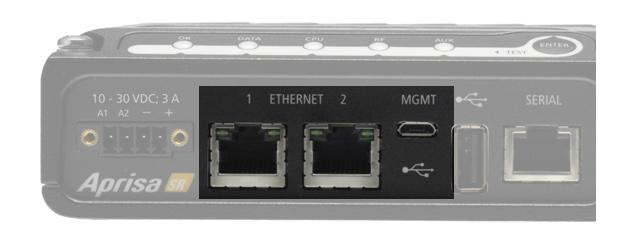 OK DATA CPU RF AUX
◄ TEST ENTER
10 - 30 VDC; 3 A
A1 A2 − +
1 ETHERNET 2
MGMT
SERIAL
Aprisa SR